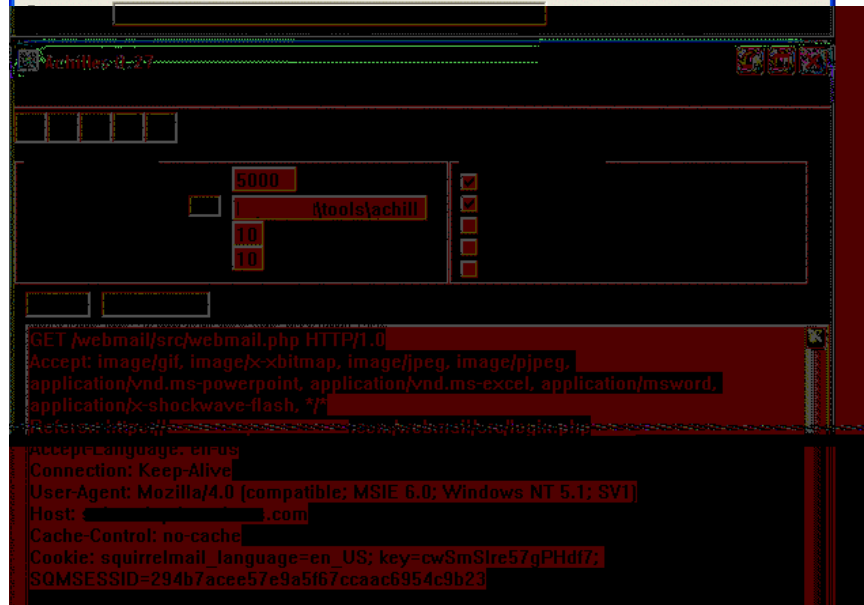 Achilles 0.27
5000
\tools\achill
10
10
GET /webmail/src/webmail.php HTTP/1.0
Accept: image/gif, image/x-xbitmap, image/jpeg, image/pjpeg,
application/vnd.ms-powerpoint, application/vnd.ms-excel, application/msword,
application/x-shockwave-flash, */*
Accept-Language: en-us
Connection: Keep-Alive
User-Agent: Mozilla/4.0 (compatible; MSIE 6.0; Windows NT 5.1; SV1)
Host: s .com
Cache-Control: no-cache
Cookie: squirrelmail_language=en_US; key=cwSmSIre57gPHdf7;
SQMSESSID=294b7acee57e9a5f67ccaac6954c9b23